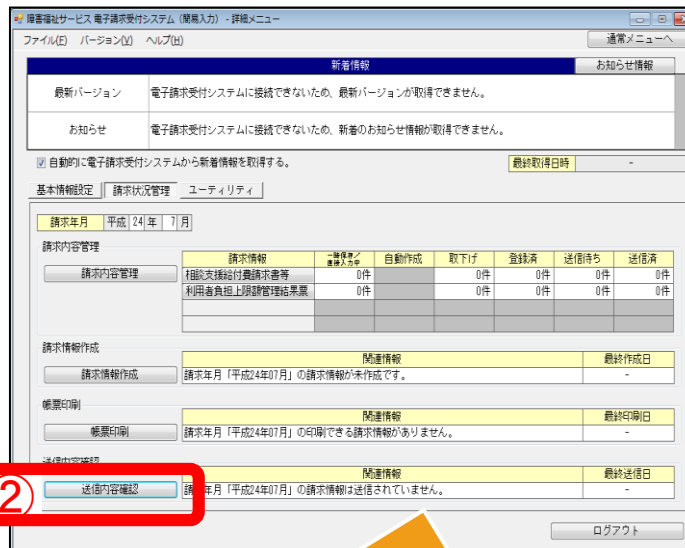 障害福祉サービス 電子請求受付システム (簡易入力) - 詳細メニュー
ファイル(F) バージョン(V) ヘルプ(H) 通常メニューへ
新着情報 お知らせ情報
最新バージョン 電子請求受付システムに接続できないため、最新バージョンが取得できません。
お知らせ 電子請求受付システムに接続できないため、新着のお知らせ情報が取得できません。
自動的に電子請求受付システムから新着情報を取得する。 最終取得日時 -
基本情報設定 請求状況管理 ユーティリティ
請求年月 平成 24 年 7 月
請求内容管理
請求情報 一時保存/直接入力中 自動作成 取下げ 登録済 送信待ち 送信済
請求内容管理 相談支援給付費請求書等 0件 0件 0件 0件 0件
利用者負担上限額管理結果票 0件 0件 0件 0件 0件
請求情報作成
関連情報 最終作成日
請求情報作成 請求年月「平成24年07月」の請求情報が未作成です。 -
帳票印刷
関連情報 最終印刷日
帳票印刷 請求年月「平成24年07月」の印刷できる請求情報がありません。 -
送信内容確認
関連情報 最終送信日
② 送信内容確認 請求年月「平成24年07月」の請求情報は送信されていません。 -
ログアウト